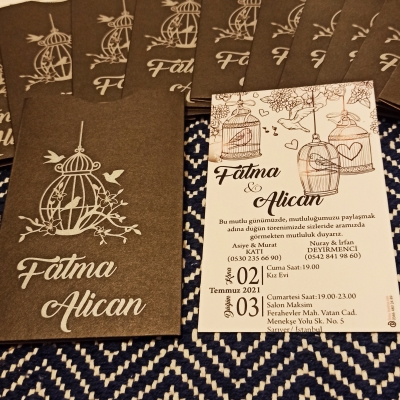 Fatma
Alican
Fatma
&
Alican
Bu mutlu günümüzde, mutluluğumuzu paylaşmak
adına düğün törenimizde sizleride aramızda
görmekten mutluluk duyarız.
Asiye & Murat
KATI
(0530 235 66 90)
Nuray & İrfan
DEYİRMENCİ
(0542 841 98 60)
Kına 02
Cuma Saat:19.00
Kız Evi
Temmuz 2021
Düğün 03
Cumartesi Saat:19.00-23.00
Salon Maksim
Ferahevler Mah. Vatan Cad.
Menekşe Yolu Sk. No: 5
Sarıyer/ İstanbul